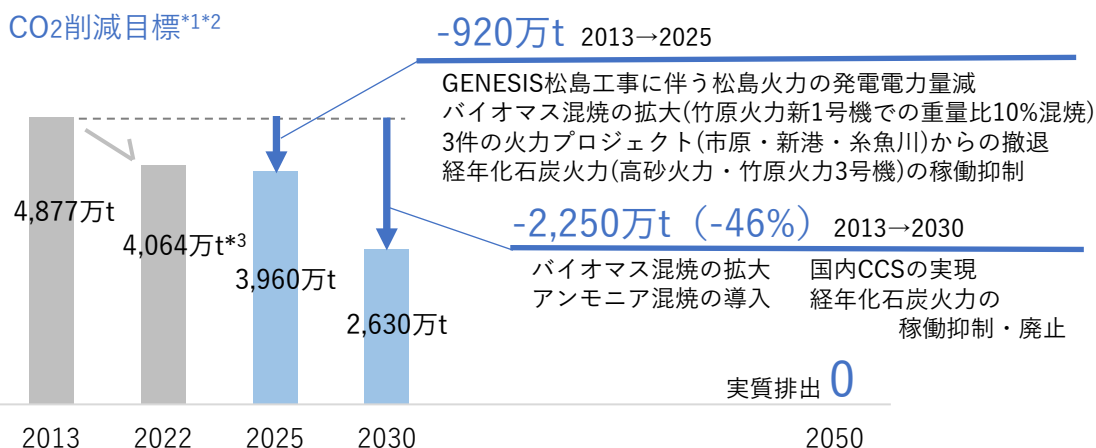 CO2削減目標*1*2
-920万t 2013→2025
GENESIS松島工事に伴う松島火力の発電電力量減
バイオマス混焼の拡大(竹原火力新1号機での重量比10%混焼)
3件の火力プロジェクト(市原・新港・糸魚川)からの撤退
経年化石炭火力(高砂火力・竹原火力3号機)の稼働抑制
-2,250万t（-46%） 2013→2030
バイオマス混焼の拡大
アンモニア混焼の導入
国内CCSの実現
経年化石炭火力の
稼働抑制・廃止
4,877万t
4,064万t*3
3,960万t
2,630万t
実質排出 0
2013 2022 2025 2030 2050